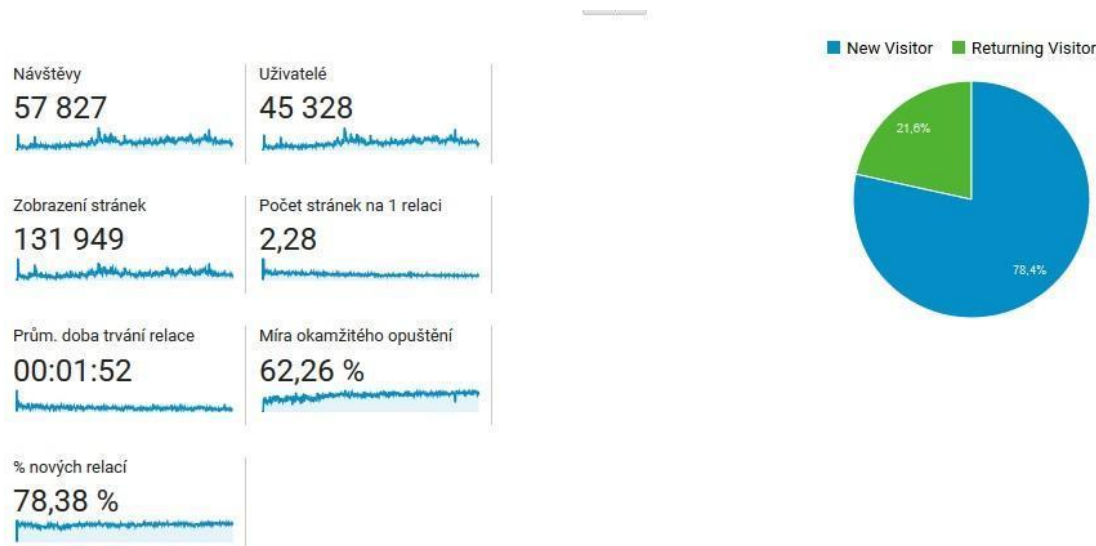 New Visitor
Returning Visitor
Návštěvy
57 827
Uživatelé
45 328
Zobrazení stránek
131 949
Počet stránek na 1 relaci
2,28
Prům. doba trvání relace
00:01:52
Míra okamžitého opuštění
62,26 %
% nových relací
78,38 %
21,6%
78,4%